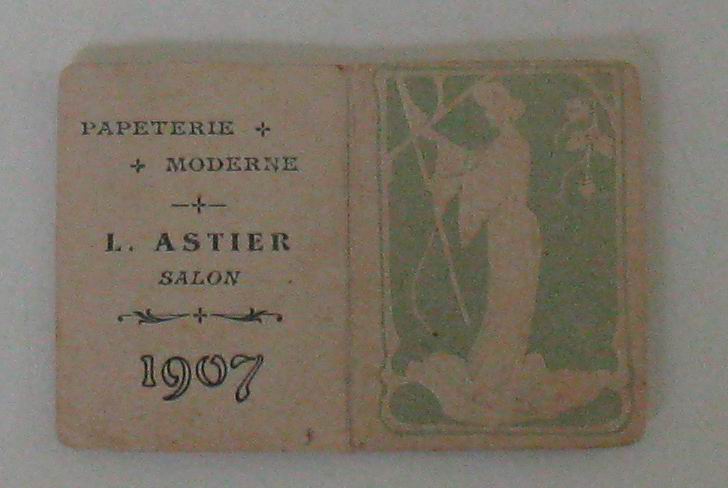 PAPETERIE
MODERNE
L. ASTIER
SALON
1907